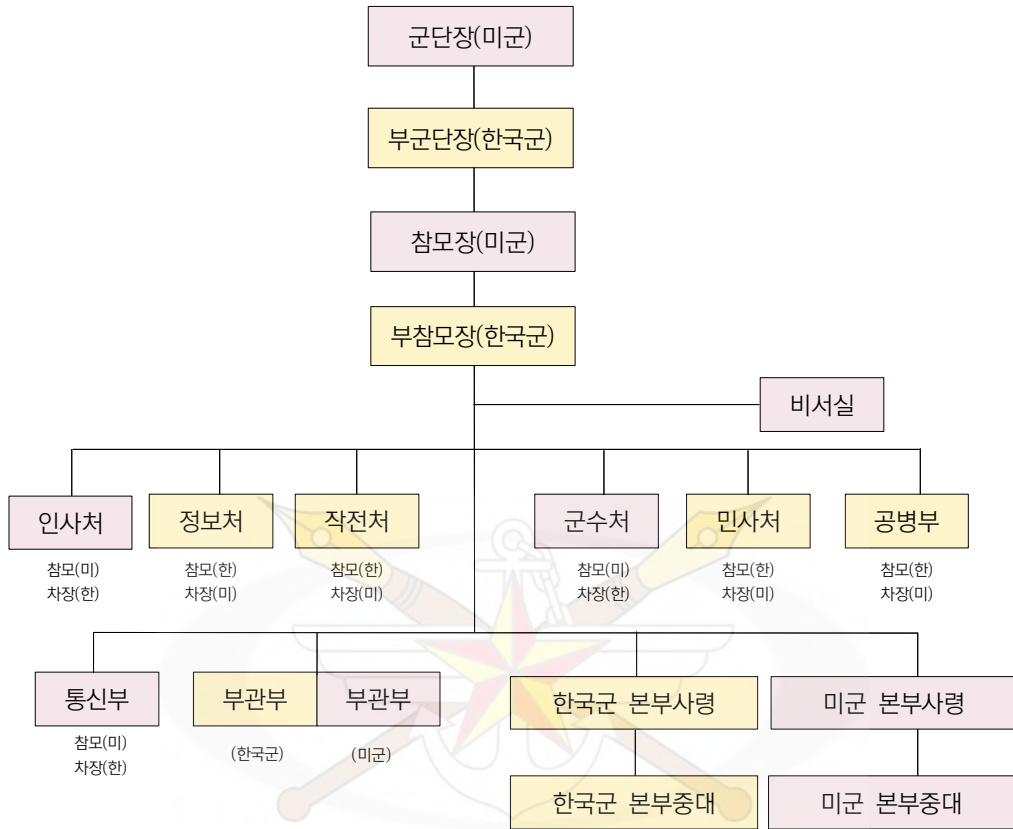 군단장(미군)
부군단장(한국군)
참모장(미군)
부참모장(한국군)
비서실
인사처 정보처 작전처 군수처 민사처 공병부
참모(미) 참모(한) 참모(한) 참모(미) 참모(한) 참모(한)
차장(한) 차장(미) 차장(미) 차장(한) 차장(미) 차장(미)
통신부 부관부 부관부 한국군 본부사령 미군 본부사령
참모(미)
차장(한)
(한국군) (미군)
한국군 본부중대 미군 본부중대